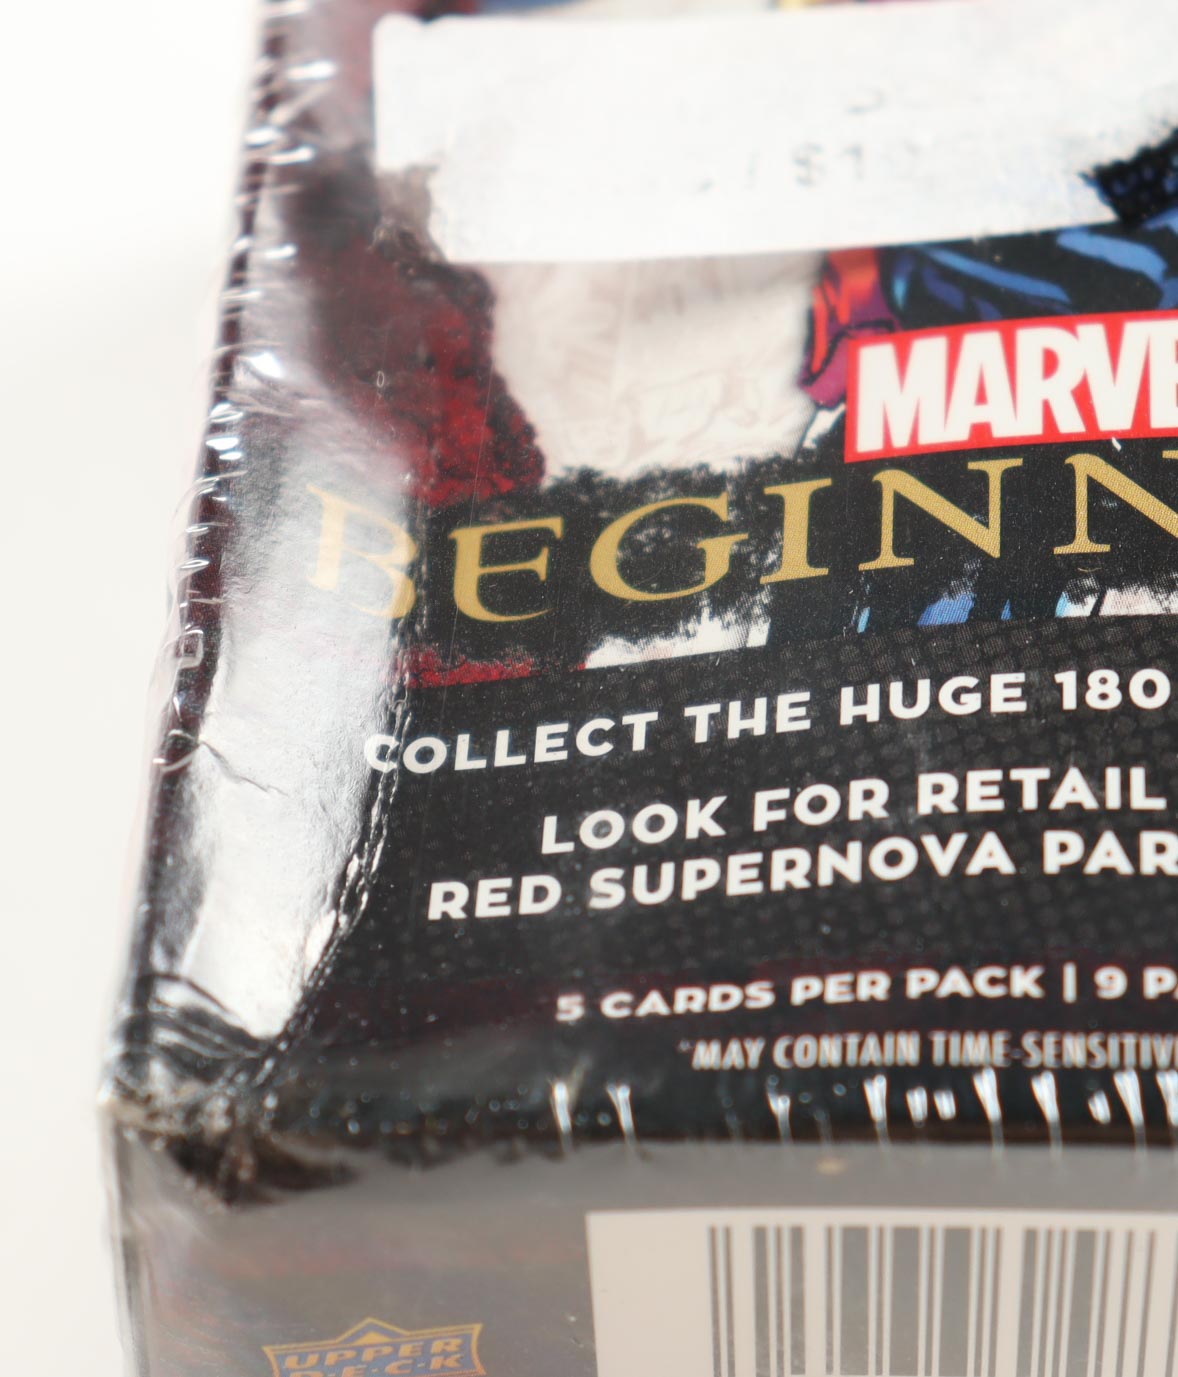 MARVE
BEGINN
COLLECT THE HUGE 180
LOOK FOR RETAIL
RED SUPERNOVA PAR
5 CARDS PER PACK | 9 PA
*MAY CONTAIN TIME-SENSITIVE
UPPER
D·E·C·K